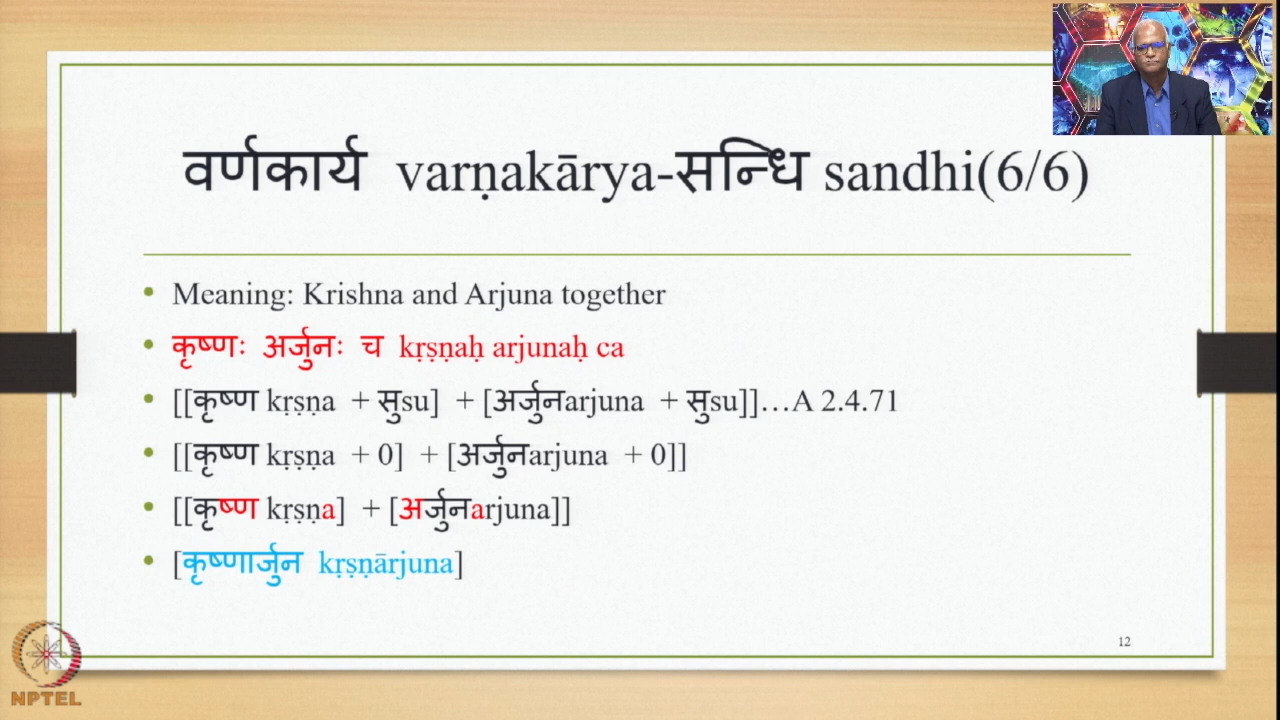 वर्णकार्य varṇakārya-सन्धि sandhi(6/6)
Meaning: Krishna and Arjuna together
कृष्णः अर्जुनः च kṛṣṇaḥ arjunaḥ ca
[[कृष्ण kṛṣṇa + सुsu] + [अर्जुनarjuna + सुsu]]…A 2.4.71
[[कृष्ण kṛṣṇa + 0] + [अर्जुनarjuna + 0]]
[[कृष्ण kṛṣṇa] + [अर्जुनarjuna]]
[कृष्णार्जुन kṛṣṇārjuna]
12
NPTEL